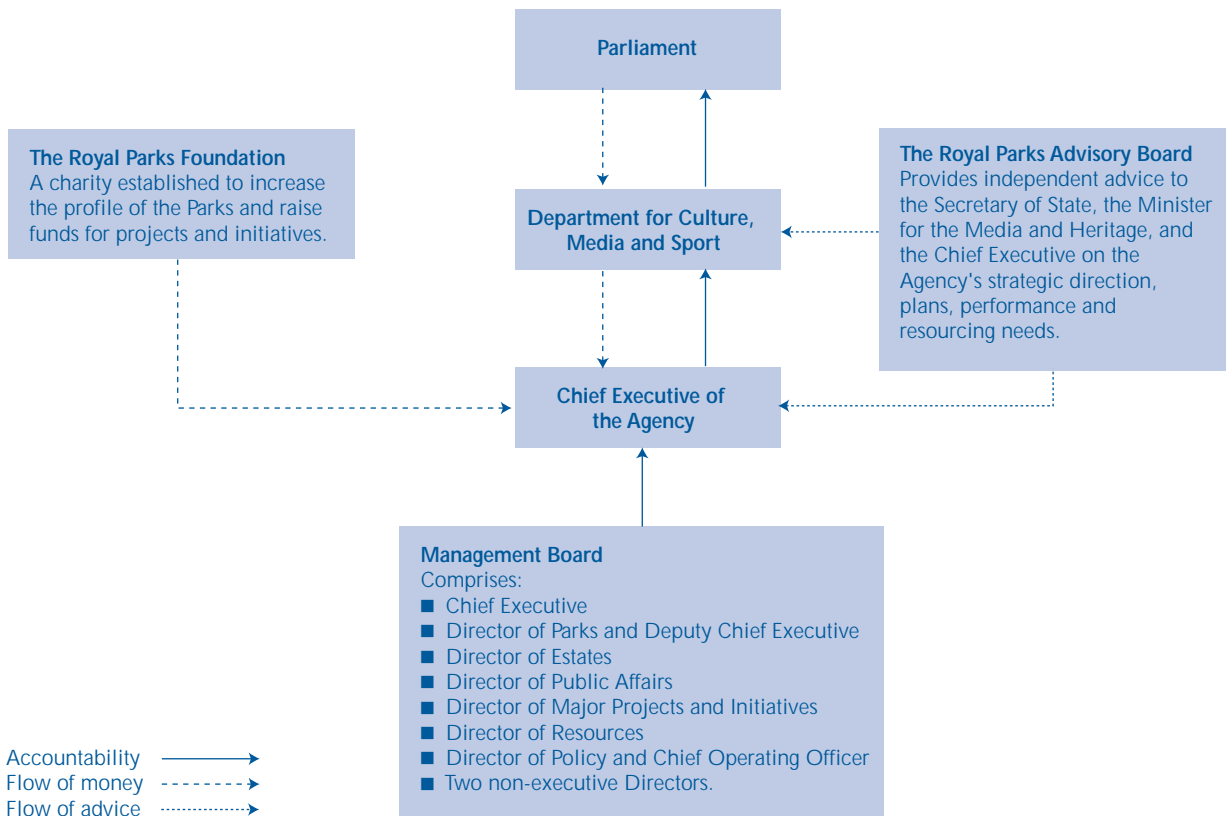 Parliament
The Royal Parks Foundation
A charity established to increase
the profile of the Parks and raise
funds for projects and initiatives.
Department for Culture,
Media and Sport
The Royal Parks Advisory Board
Provides independent advice to
the Secretary of State, the Minister
for the Media and Heritage, and
the Chief Executive on the
Agency's strategic direction,
plans, performance and
resourcing needs.
Chief Executive of
the Agency
Management Board
Comprises:
■ Chief Executive
■ Director of Parks and Deputy Chief Executive
■ Director of Estates
■ Director of Public Affairs
■ Director of Major Projects and Initiatives
■ Director of Resources
■ Director of Policy and Chief Operating Officer
■ Two non-executive Directors.
Accountability
Flow of money
Flow of advice